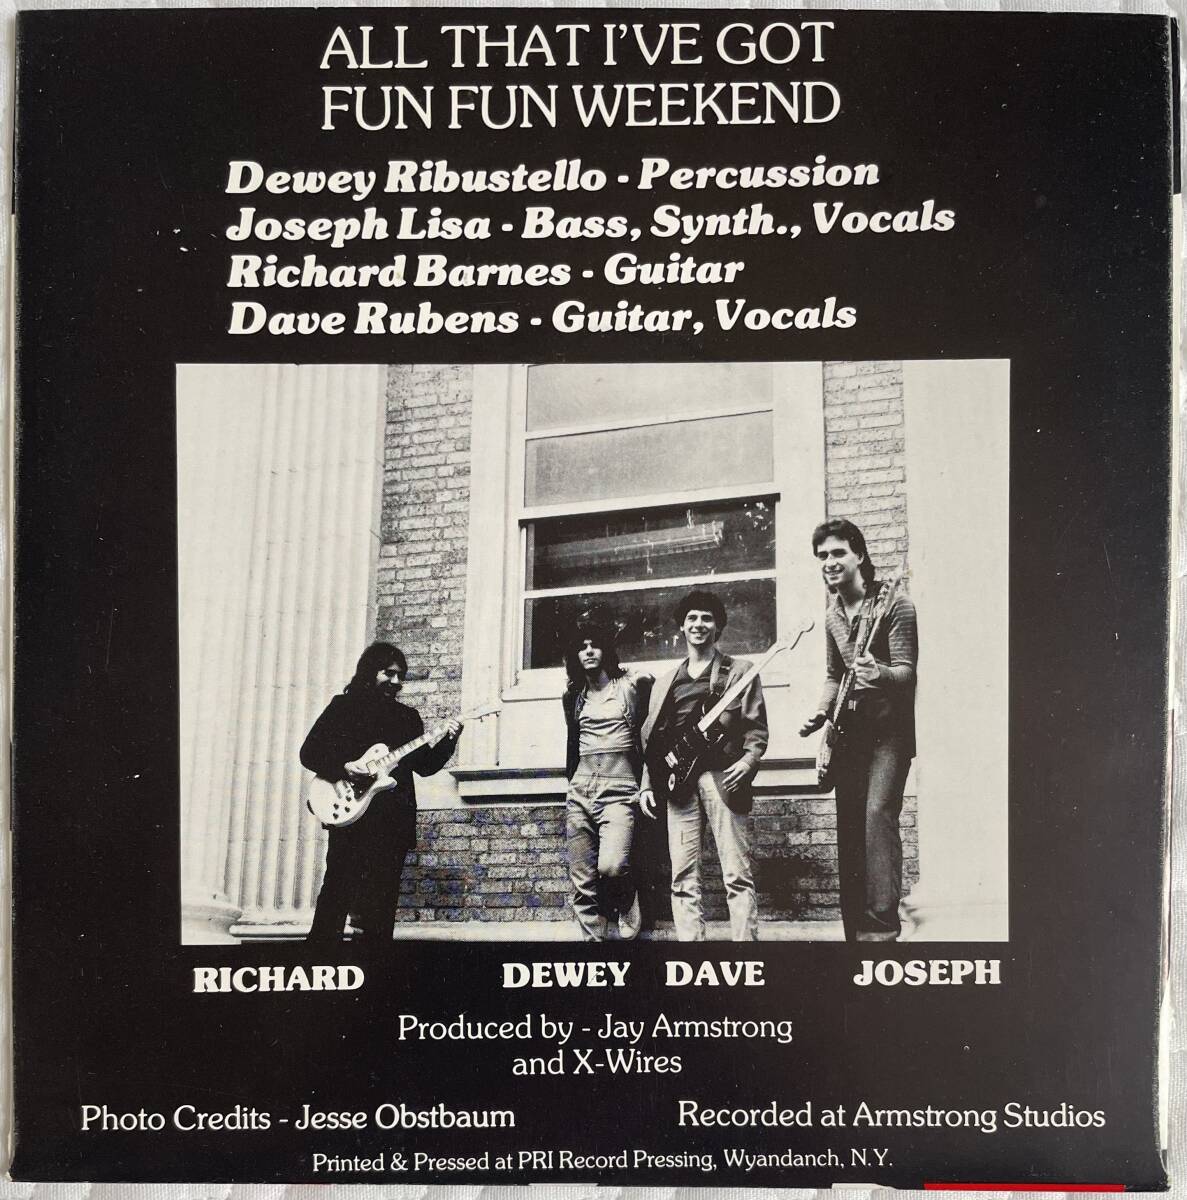 ALL THAT I'VE GOT
FUN FUN WEEKEND
Dewey Ribustello - Percussion
Joseph Lisa - Bass, Synth., Vocals
Richard Barnes - Guitar
Dave Rubens - Guitar, Vocals
RICHARD DEWEY DAVE JOSEPH
Produced by - Jay Armstrong
and X-Wires
Photo Credits - Jesse Obstbaum
Recorded at Armstrong Studios
Printed & Pressed at PRI Record Pressing, Wyandanch, N.Y.